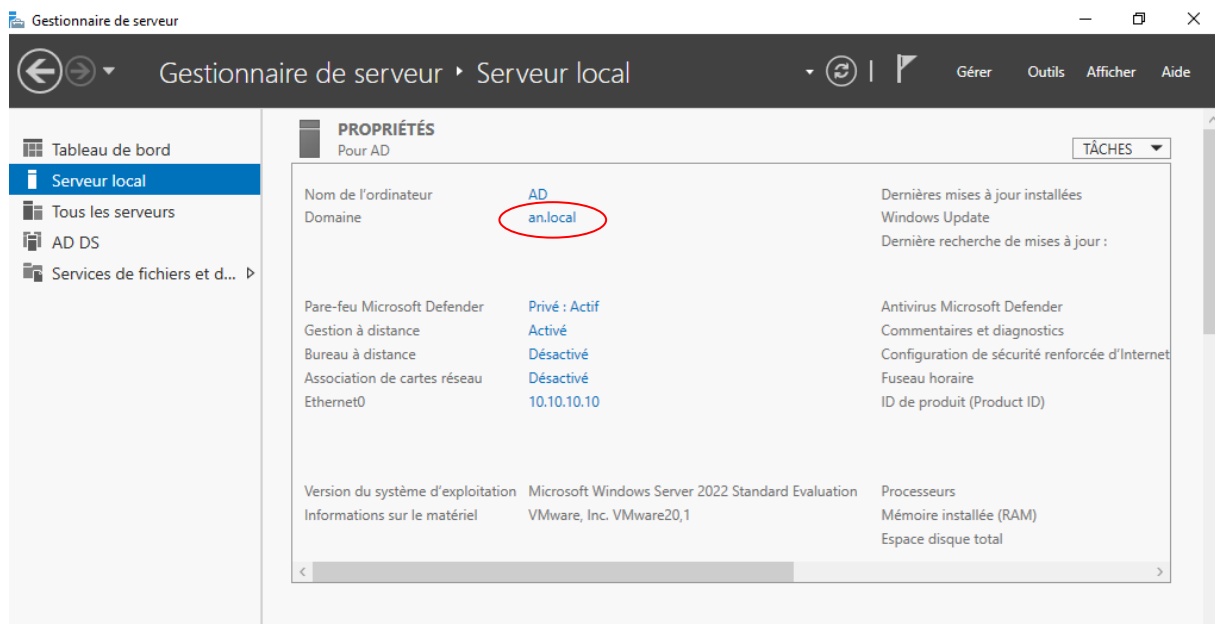 Gestionnaire de serveur
Gestionnaire de serveur ‣ Serveur local
Gérer Outils Afficher Aide
Tableau de bord
Serveur local
Tous les serveurs
AD DS
Services de fichiers et d...
PROPRIÉTÉS
Pour AD
TÂCHES
Nom de l'ordinateur AD Dernières mises à jour installées
Domaine an.local Windows Update
Dernière recherche de mises à jour :
Pare-feu Microsoft Defender Privé : Actif Antivirus Microsoft Defender
Gestion à distance Activé Commentaires et diagnostics
Bureau à distance Désactivé Configuration de sécurité renforcée d'Internet
Association de cartes réseau Désactivé Fuseau horaire
Ethernet0 10.10.10.10 ID de produit (Product ID)
Version du système d'exploitation Microsoft Windows Server 2022 Standard Evaluation Processeurs
Informations sur le matériel VMware, Inc. VMware20,1 Mémoire installée (RAM)
Espace disque total